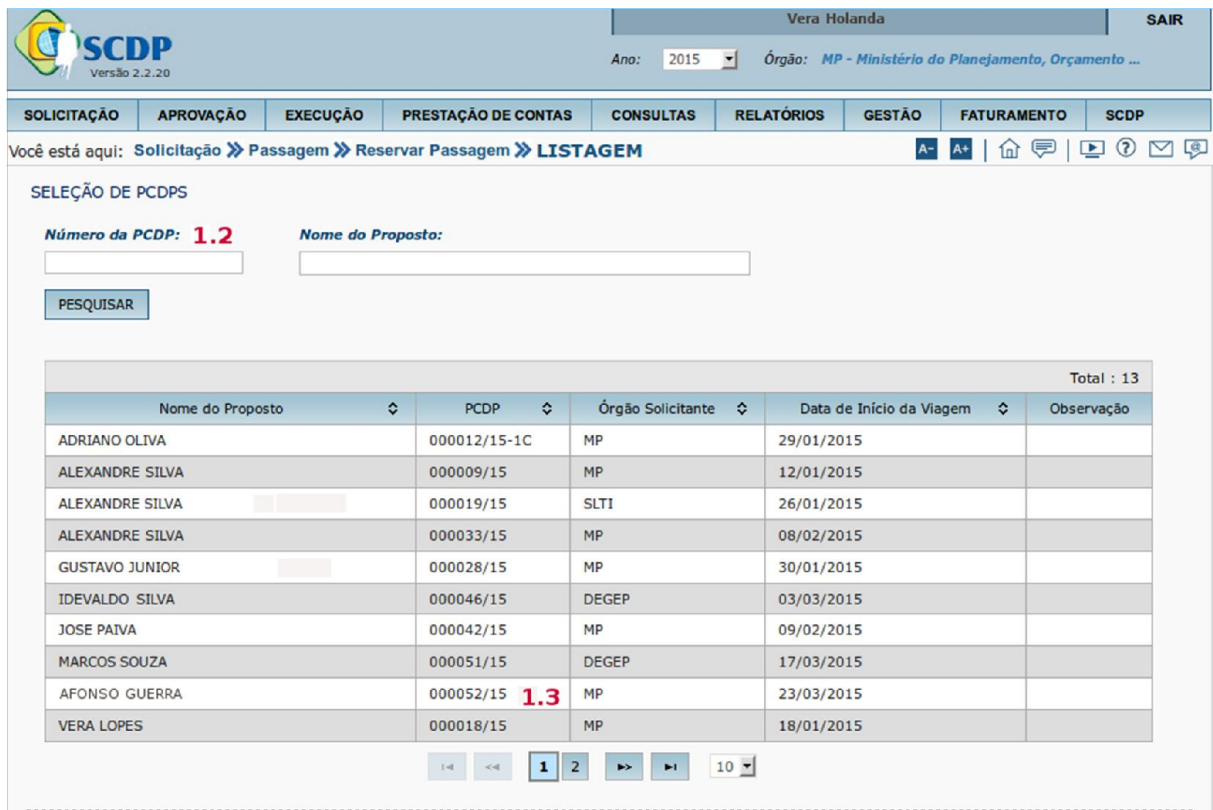 Vera Holanda SAIR
SCDP
Versão 2.2.20
Ano: 2015 Órgão: MP - Ministério do Planejamento, Orçamento ...
SOLICITAÇÃO APROVAÇÃO EXECUÇÃO PRESTAÇÃO DE CONTAS CONSULTAS RELATÓRIOS GESTÃO FATURAMENTO SCDP
Você está aqui: Solicitação >> Passagem >> Reservar Passagem >> LISTAGEM A- A+
SELEÇÃO DE PCDPS
Número da PCDP: 1.2 Nome do Proposto:
PESQUISAR
Total : 13
Nome do Proposto PCDP Órgão Solicitante Data de Início da Viagem Observação
ADRIANO OLIVA 000012/15-1C MP 29/01/2015
ALEXANDRE SILVA 000009/15 MP 12/01/2015
ALEXANDRE SILVA 000019/15 SLTI 26/01/2015
ALEXANDRE SILVA 000033/15 MP 08/02/2015
GUSTAVO JUNIOR 000028/15 MP 30/01/2015
IDEVALDO SILVA 000046/15 DEGEP 03/03/2015
JOSE PAIVA 000042/15 MP 09/02/2015
MARCOS SOUZA 000051/15 DEGEP 17/03/2015
AFONSO GUERRA 000052/15 1.3 MP 23/03/2015
VERA LOPES 000018/15 MP 18/01/2015
1 2 10